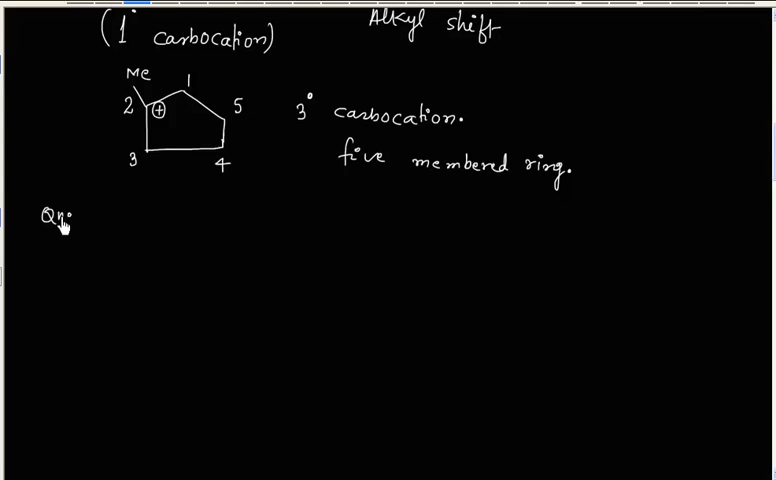 (1° carbocation) Alkyl shift
Me
1
2 ⊕ 5 3° carbocation.
3 4 five membered ring.
Qn: